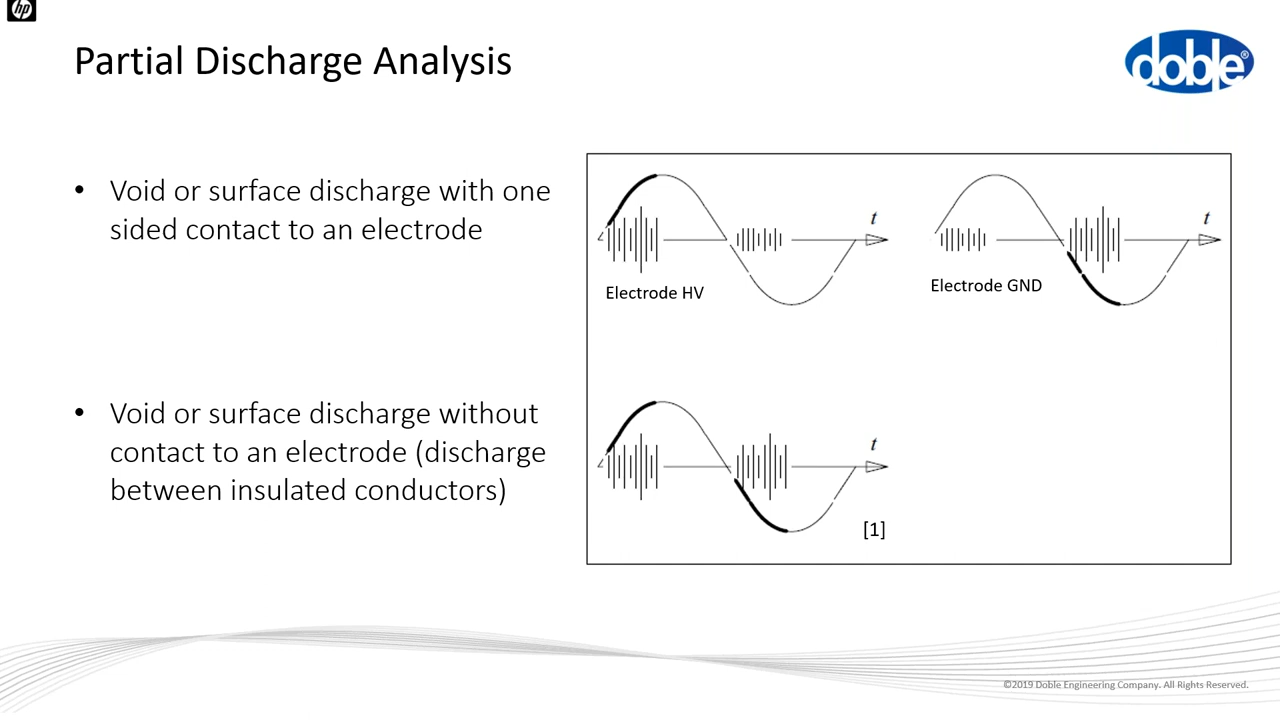 hp
Partial Discharge Analysis
doble®
• Void or surface discharge with one
sided contact to an electrode
t
Electrode HV
t
Electrode GND
• Void or surface discharge without
contact to an electrode (discharge
between insulated conductors)
t
[1]
©2019 Doble Engineering Company. All Rights Reserved.